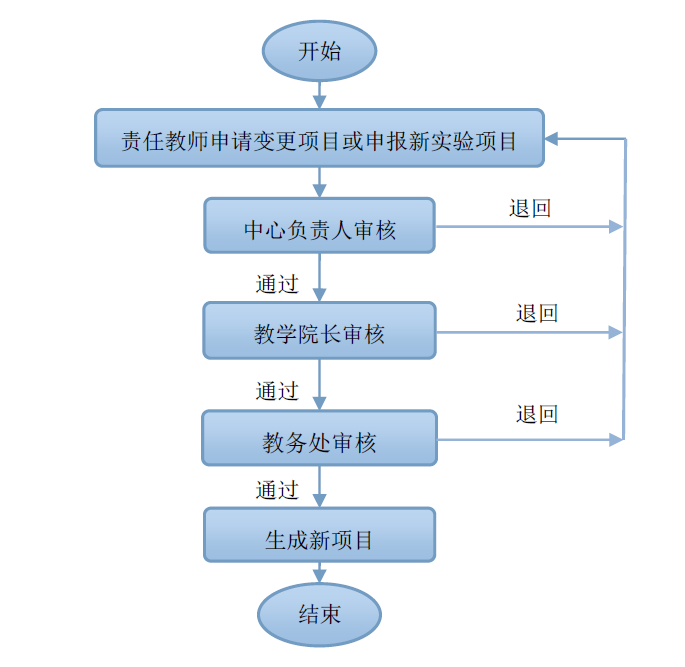 开始
责任教师申请变更项目或申报新实验项目
中心负责人审核
退回
通过
教学院长审核
退回
通过
教务处审核
退回
通过
生成新项目
结束